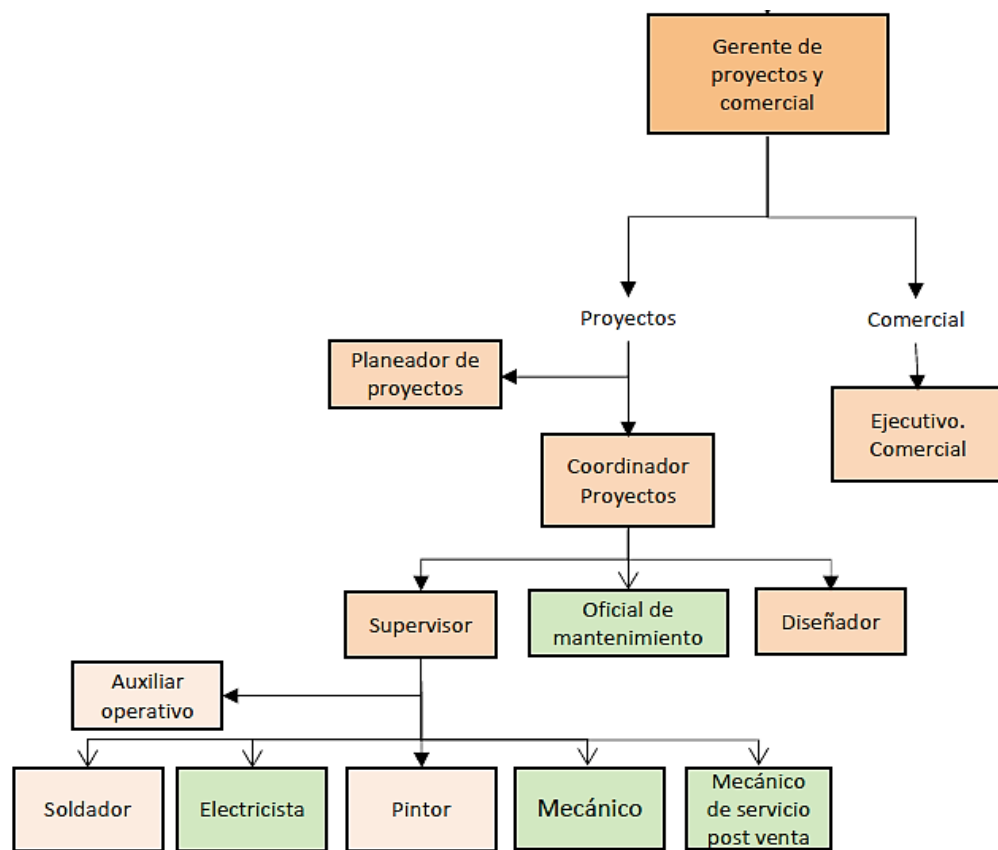 Gerente de
proyectos y
comercial
Proyectos
Comercial
Planeador de
proyectos
Ejecutivo.
Comercial
Coordinador
Proyectos
Supervisor
Oficial de
mantenimiento
Diseñador
Auxiliar
operativo
Soldador
Electricista
Pintor
Mecánico
Mecánico
de servicio
post venta